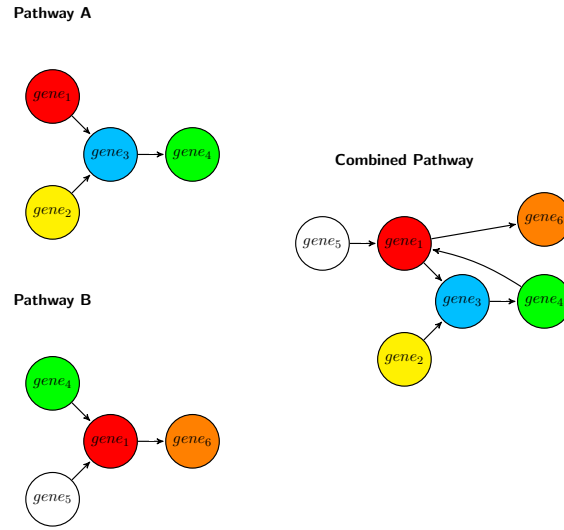 Pathway A
gene₁
gene₃
gene₄
gene₂
Pathway B
gene₄
gene₁
gene₆
gene₅
Combined Pathway
gene₆
gene₅
gene₁
gene₃
gene₄
gene₂